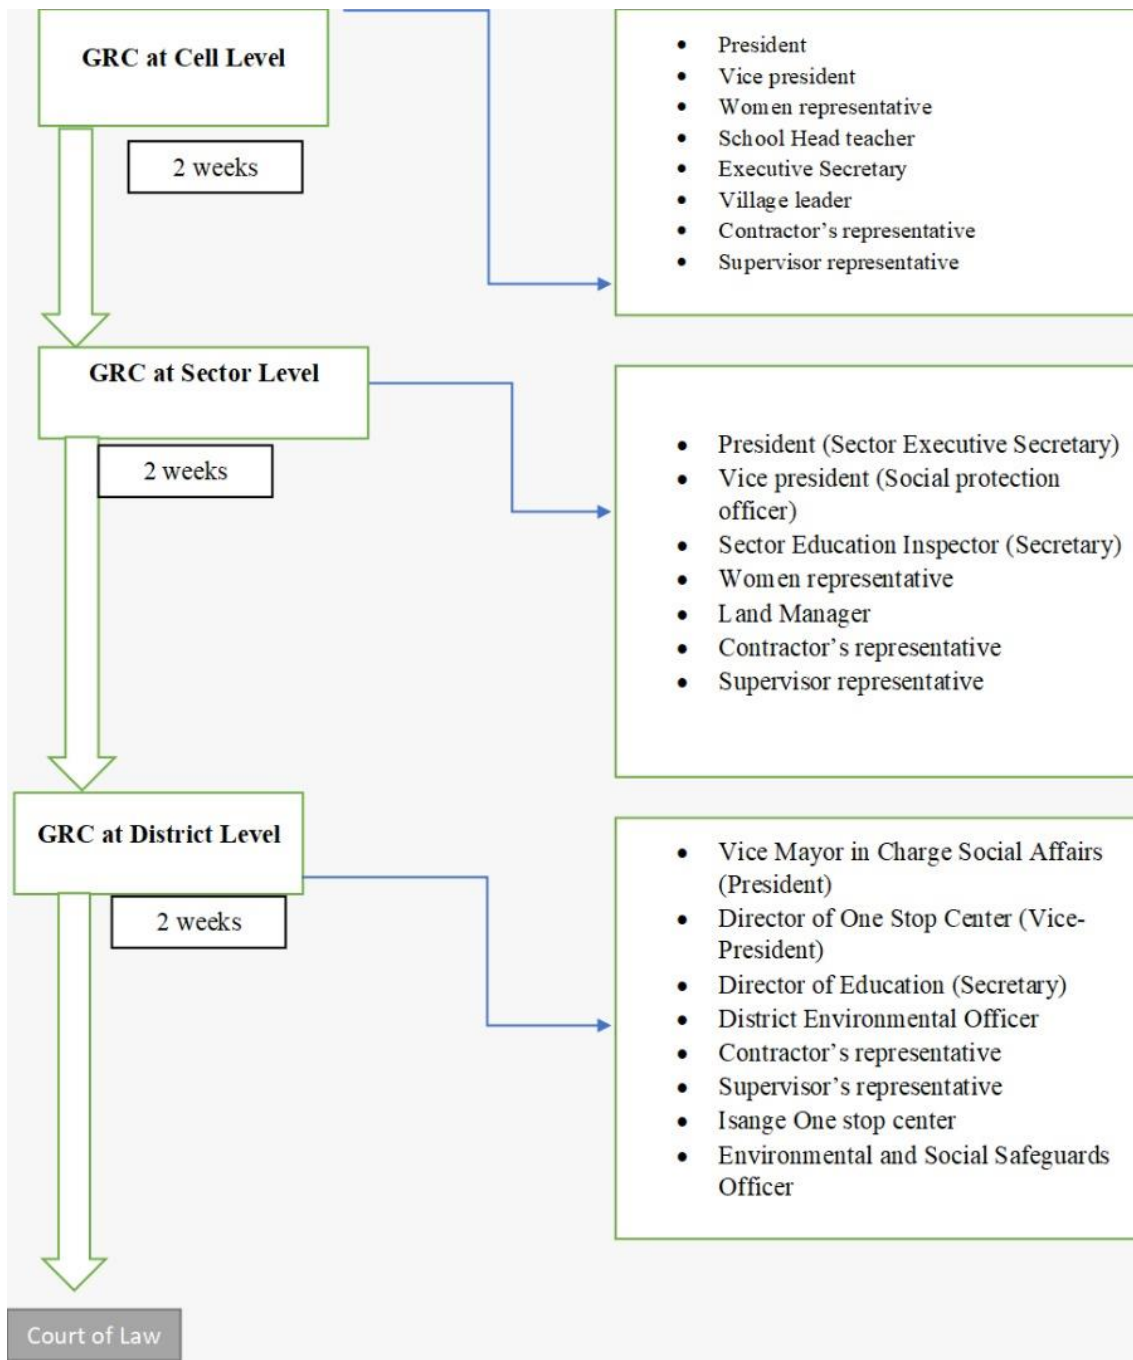 GRC at Cell Level
2 weeks
• President
• Vice president
• Women representative
• School Head teacher
• Executive Secretary
• Village leader
• Contractor’s representative
• Supervisor representative
GRC at Sector Level
2 weeks
• President (Sector Executive Secretary)
• Vice president (Social protection
officer)
• Sector Education Inspector (Secretary)
• Women representative
• Land Manager
• Contractor’s representative
• Supervisor representative
GRC at District Level
2 weeks
• Vice Mayor in Charge Social Affairs
(President)
• Director of One Stop Center (Vice-
President)
• Director of Education (Secretary)
• District Environmental Officer
• Contractor’s representative
• Supervisor’s representative
• Isange One stop center
• Environmental and Social Safeguards
Officer
Court of Law